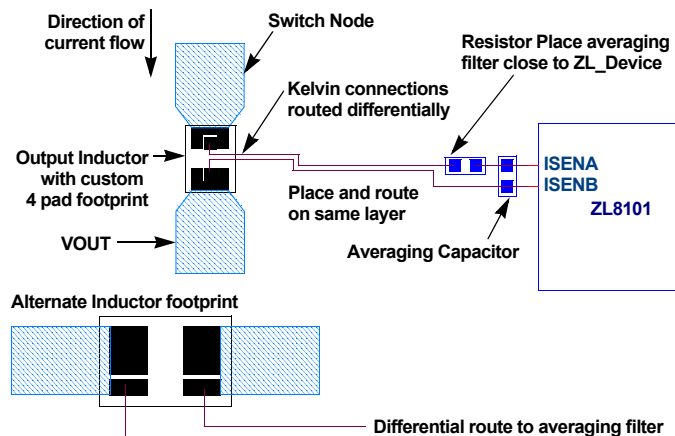 Direction of
current flow
Switch Node
Resistor Place averaging
filter close to ZL_Device
Kelvin connections
routed differentially
Output Inductor
with custom
4 pad footprint
ISENA
ISENB
ZL8101
Place and route
on same layer
VOUT
Averaging Capacitor
Alternate Inductor footprint
Differential route to averaging filter